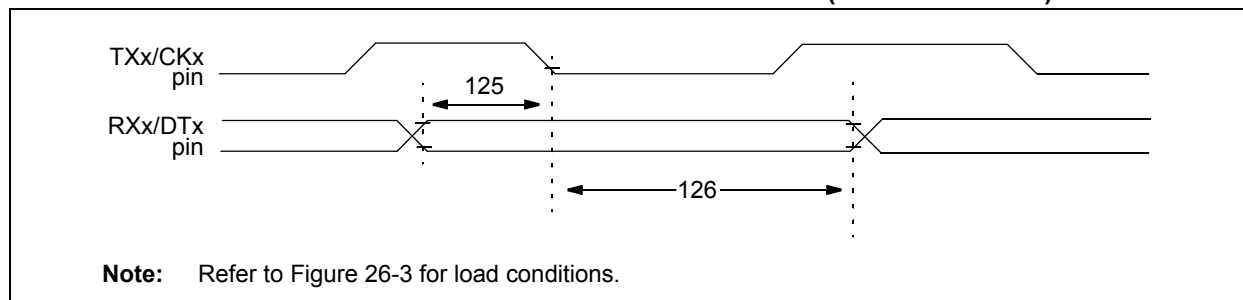 TXx/CKx
pin
125
RXx/DTx
pin
126
Note: Refer to Figure 26-3 for load conditions.